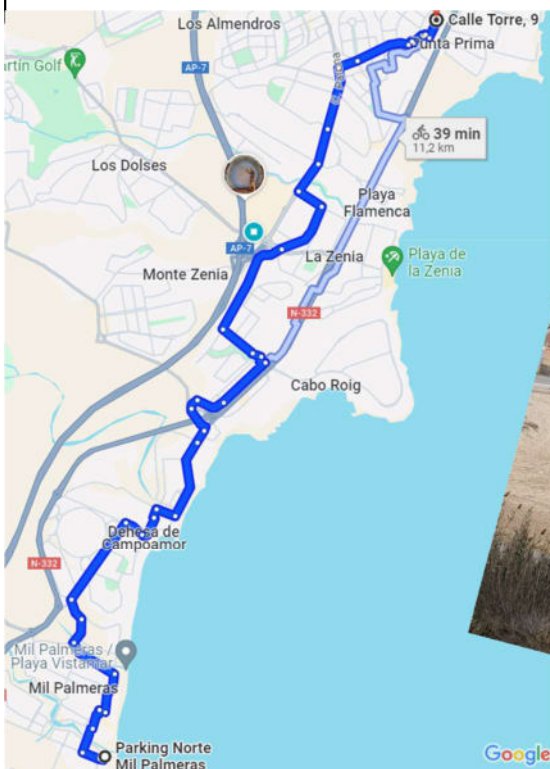 Calle Torre, 9
Los Almendros
Punta Prima
AP-7
39 min
11,2 km
Los Dolses
Playa
Flamenca
AP-7
La Zenia
Playa de
la Zenia
Monte Zenia
N-332
Cabo Roig
Dehesa de
Campoamor
N-332
Mil Palmeras /
Playa Vistamar
Mil Palmeras
Parking Norte
Mil Palmeras
Google